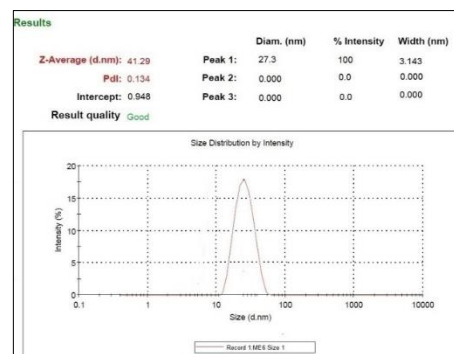 Results
Diam. (nm) % Intensity Width (nm)
Z-Average (d.nm): 41.29 Peak 1: 27.3 100 3.143
PdI: 0.134 Peak 2: 0.000 0.0 0.000
Intercept: 0.948 Peak 3: 0.000 0.0 0.000
Result quality Good
Size Distribution by Intensity
Intensity (%)
20
15
10
5
0
0.1 1 10 100 1000 10000
Size (d.nm)
Record 1:ME6 Size 1